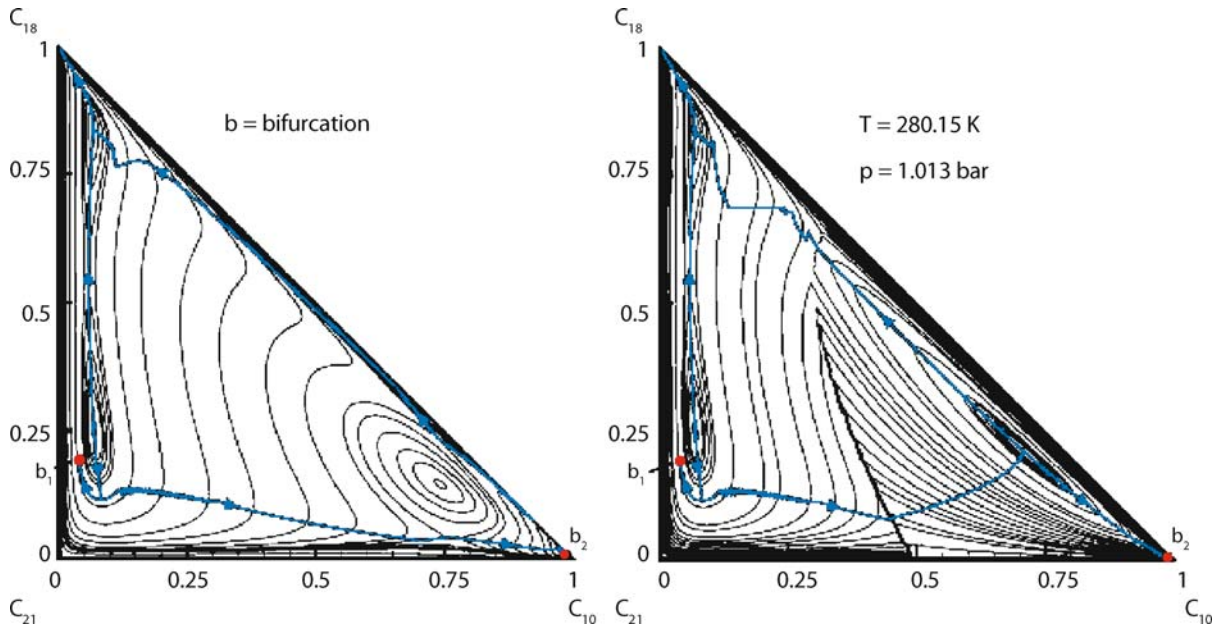 C18
1
b = bifurcation
0.75
0.5
0.25
b1
b2
0
0 0.25 0.5 0.75 1
C21 C10
C18
1
T = 280.15 K
p = 1.013 bar
0.75
0.5
0.25
b1
b2
0
0 0.25 0.5 0.75 1
C21 C10